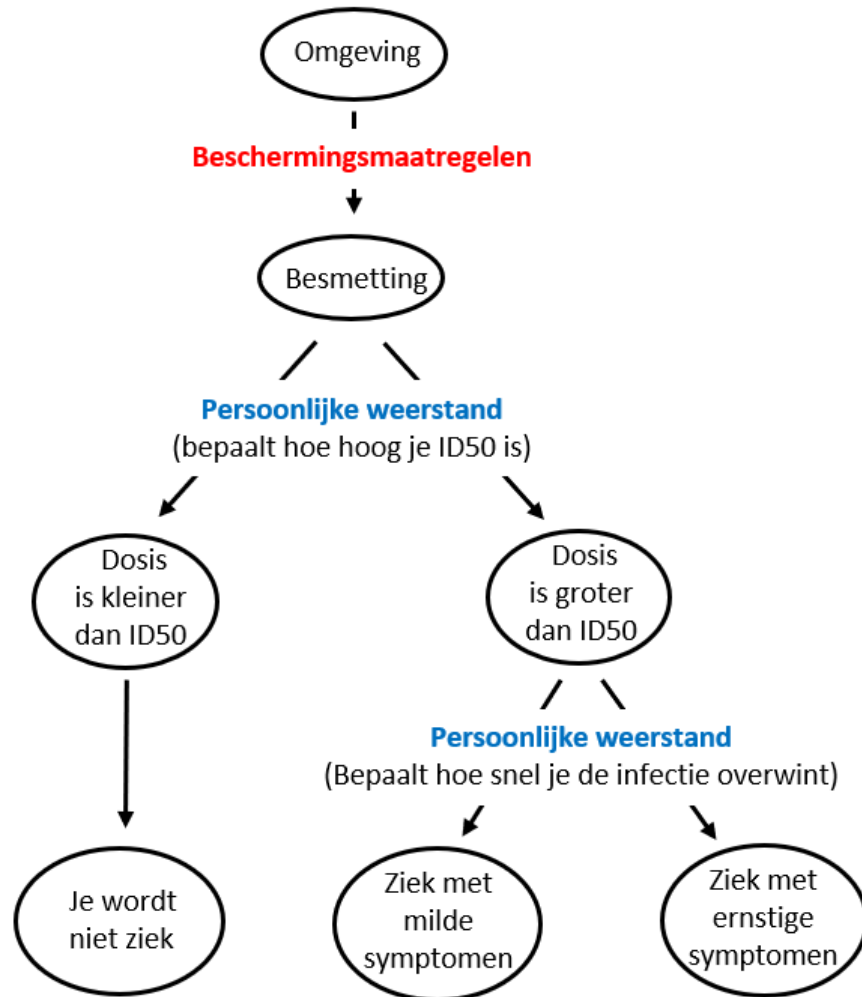 Omgeving
Beschermingsmaatregelen
Besmetting
Persoonlijke weerstand
(bepaalt hoe hoog je ID50 is)
Dosis
is kleiner
dan ID50
Dosis
is groter
dan ID50
Persoonlijke weerstand
(Bepaalt hoe snel je de infectie overwint)
Je wordt
niet ziek
Ziek met
milde
symptomen
Ziek met
ernstige
symptomen